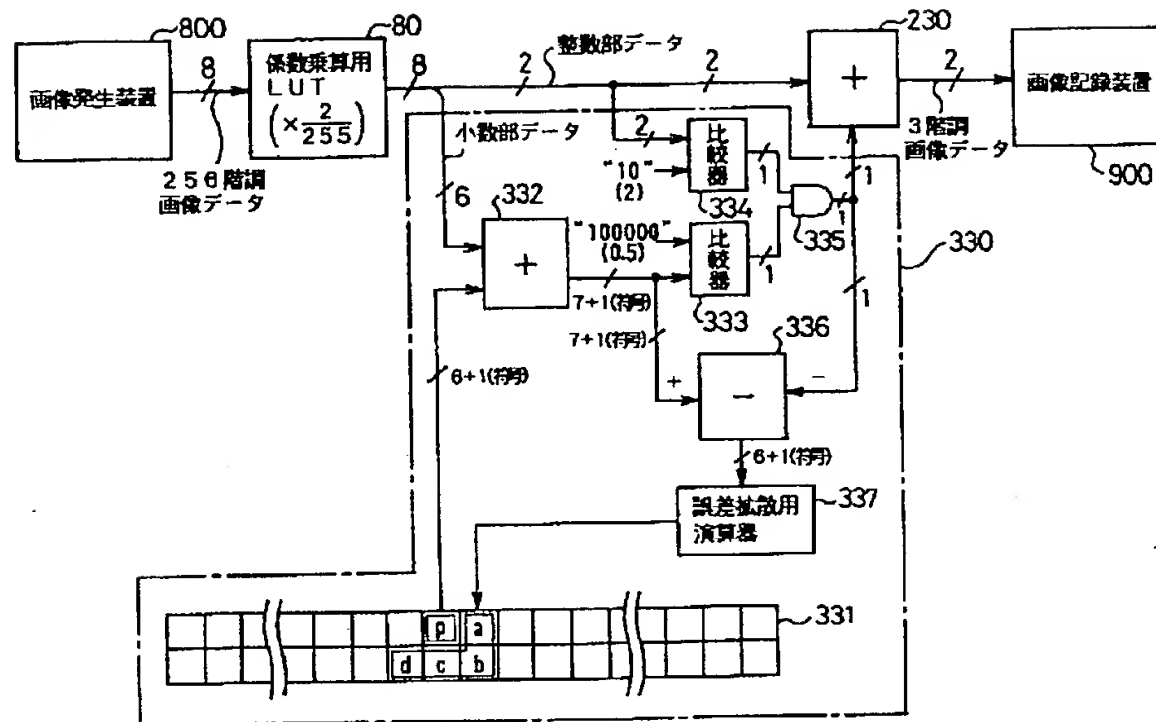 800
80
230
整数部データ
8
8
2
2
2
画像発生装置
係数乗算用
LUT
(×2/255)
+
画像記録装置
小数部データ
256階調
画像データ
3階調
画像データ
900
2
比較器
1
1
"10"
(2)
334
6
332
1
335
330
"100000"
(0.5)
比較器
1
+
333
1
7+1(符号)
7+1(符号)
336
6+1(符号)
+
−
−
6+1(符号)
誤差拡散用
演算器
337
p
a
331
d
c
b